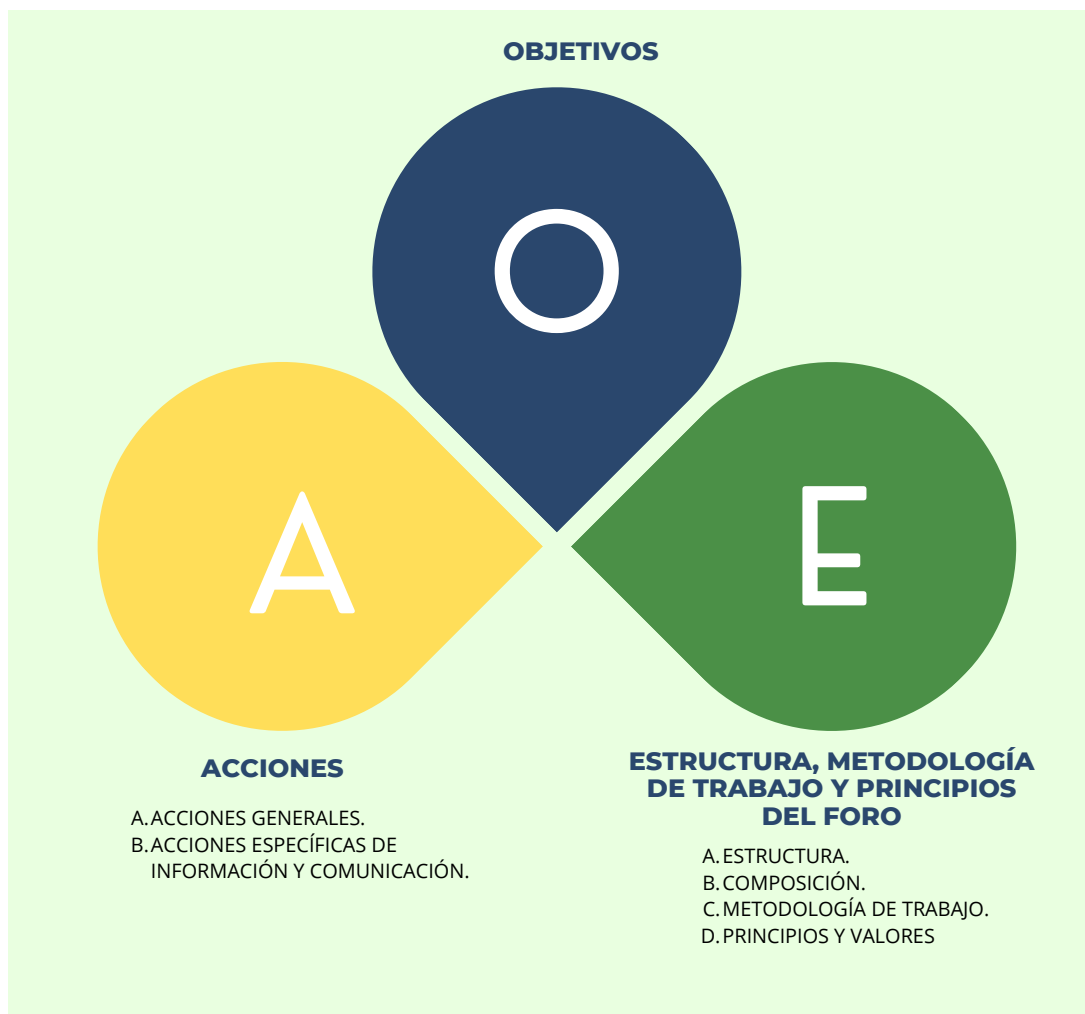 OBJETIVOS
O
A
E
ACCIONES
A. ACCIONES GENERALES.
B. ACCIONES ESPECÍFICAS DE
INFORMACIÓN Y COMUNICACIÓN.
ESTRUCTURA, METODOLOGÍA
DE TRABAJO Y PRINCIPIOS
DEL FORO
A. ESTRUCTURA.
B. COMPOSICIÓN.
C. METODOLOGÍA DE TRABAJO.
D. PRINCIPIOS Y VALORES